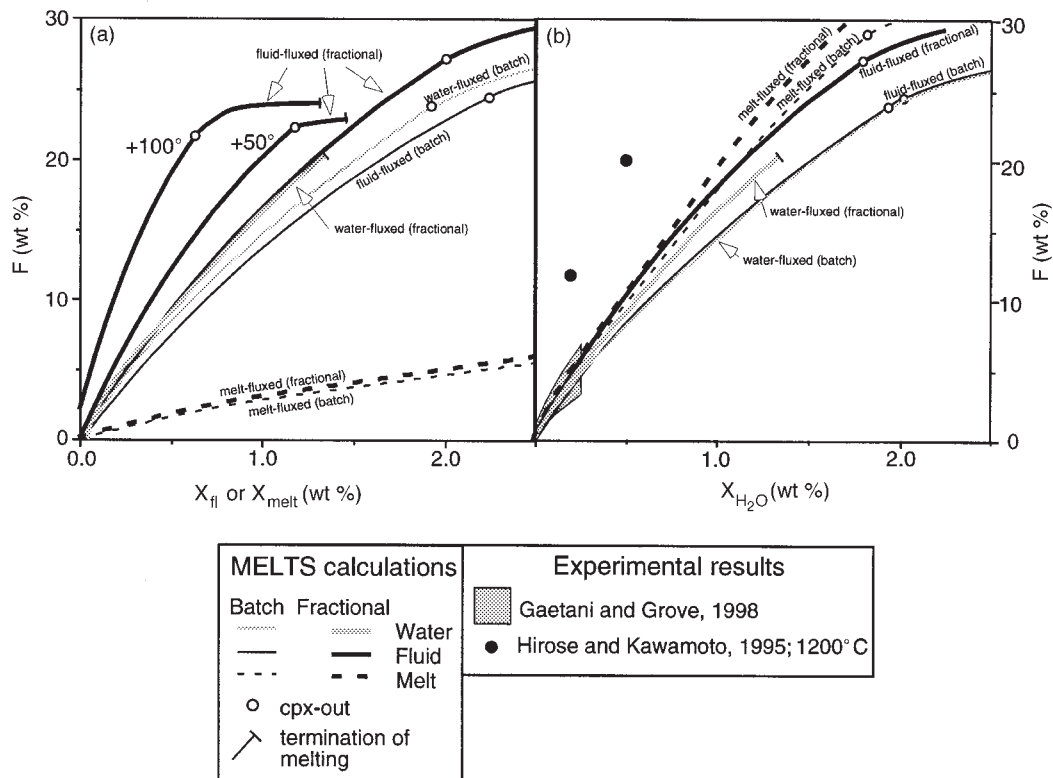 (a)
fluid-fluxed (fractional)
+100°
+50°
water-fluxed (batch)
fluid-fluxed (batch)
water-fluxed (fractional)
melt-fluxed (fractional)
melt-fluxed (batch)
F (wt %)
30
20
10
0
0.0
1.0
2.0
X_fl or X_melt (wt %)
(b)
melt-fluxed (fractional)
melt-fluxed (batch)
fluid-fluxed (fractional)
fluid-fluxed (batch)
water-fluxed (fractional)
water-fluxed (batch)
30
20
10
0
F (wt %)
1.0
2.0
X_H2O (wt %)
MELTS calculations
Batch Fractional
Water
Fluid
Melt
cpx-out
termination of
melting
Experimental results
Gaetani and Grove, 1998
Hirose and Kawamoto, 1995; 1200°C